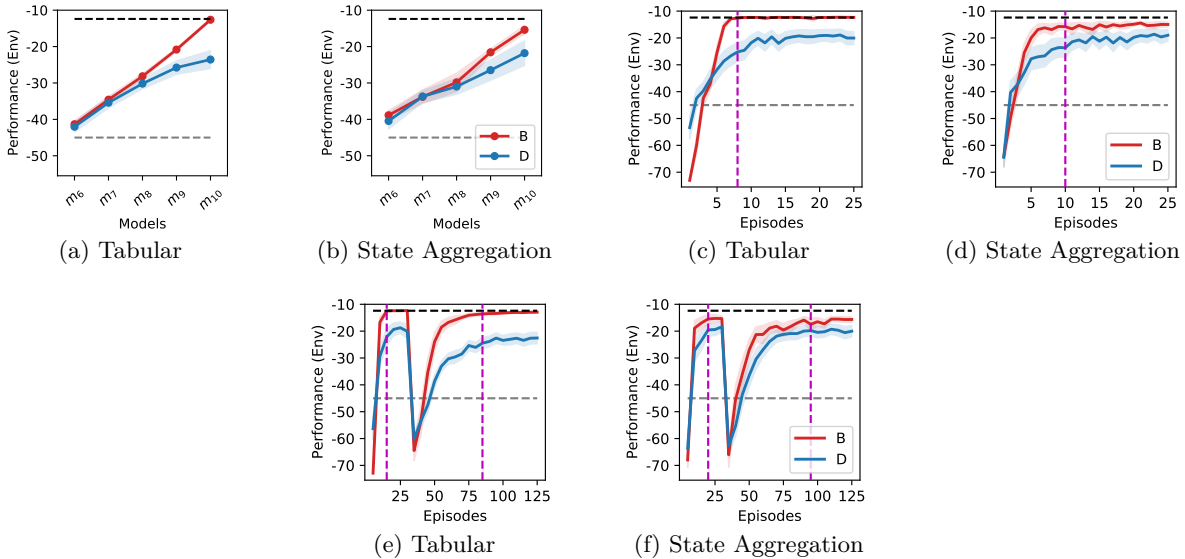 -10
-20
-30
-40
-50
Performance (Env)
m6
m7
m8
m9
m10
Models
(a) Tabular
-10
-20
-30
-40
-50
Performance (Env)
B
D
m6
m7
m8
m9
m10
Models
(b) State Aggregation
-10
-20
-30
-40
-50
-60
-70
Performance (Env)
5 10 15 20 25
Episodes
(c) Tabular
-10
-20
-30
-40
-50
-60
-70
Performance (Env)
B
D
5 10 15 20 25
Episodes
(d) State Aggregation
-10
-20
-30
-40
-50
-60
-70
Performance (Env)
25 50 75 100 125
Episodes
(e) Tabular
-10
-20
-30
-40
-50
-60
-70
Performance (Env)
B
D
25 50 75 100 125
Episodes
(f) State Aggregation